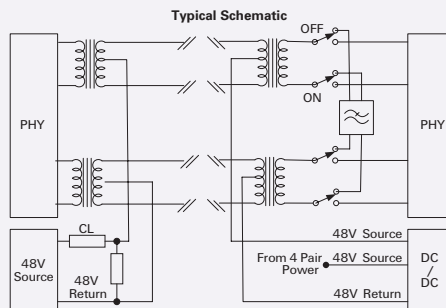 Typical Schematic
OFF
ON
PHY
PHY
CL
48V
Source
48V
Return
48V Source
From 4 Pair
Power
48V Source
48V Return
DC
/
DC